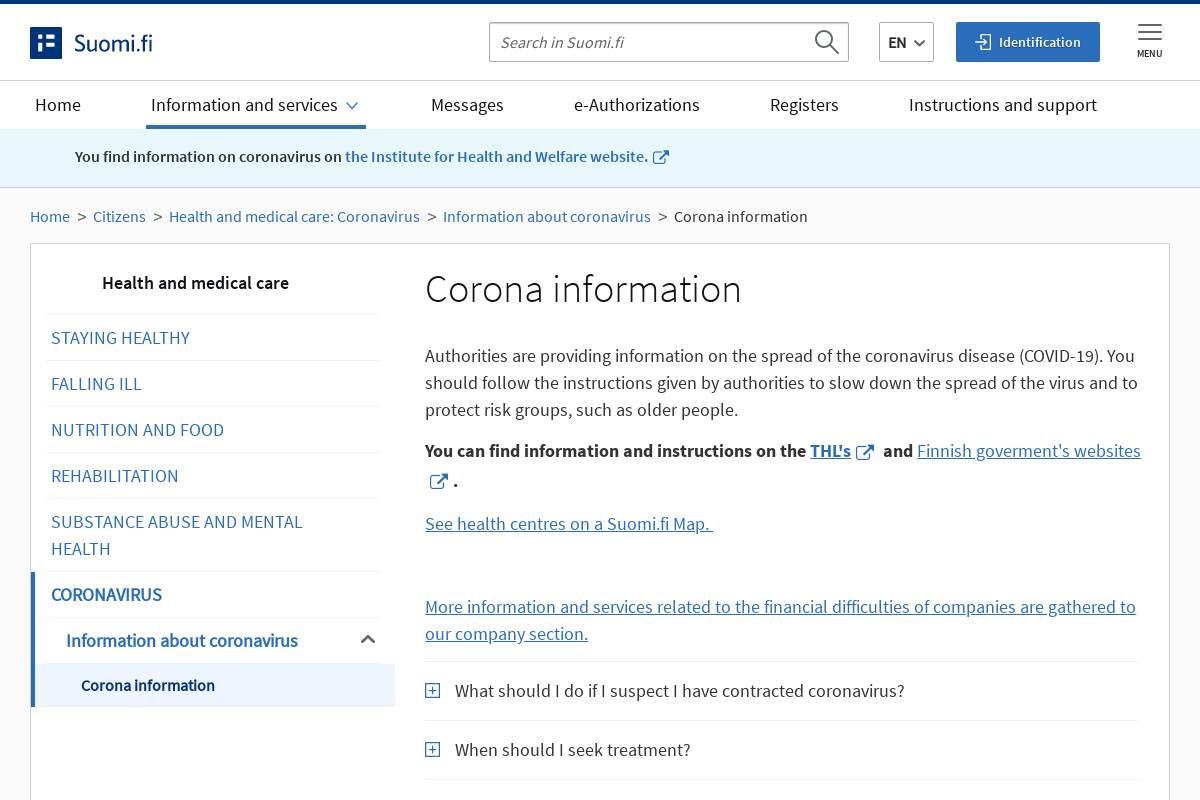 Suomi.fi
Search in Suomi.fi
EN
Identification
MENU
Home
Information and services
Messages
e-Authorizations
Registers
Instructions and support
You find information on coronavirus on the Institute for Health and Welfare website.
Home > Citizens > Health and medical care: Coronavirus > Information about coronavirus > Corona information
Health and medical care
STAYING HEALTHY
FALLING ILL
NUTRITION AND FOOD
REHABILITATION
SUBSTANCE ABUSE AND MENTAL
HEALTH
CORONAVIRUS
Information about coronavirus
Corona information
Corona information
Authorities are providing information on the spread of the coronavirus disease (COVID-19). You
should follow the instructions given by authorities to slow down the spread of the virus and to
protect risk groups, such as older people.
You can find information and instructions on the THL's and Finnish goverment's websites
.
See health centres on a Suomi.fi Map.
More information and services related to the financial difficulties of companies are gathered to
our company section.
What should I do if I suspect I have contracted coronavirus?
When should I seek treatment?